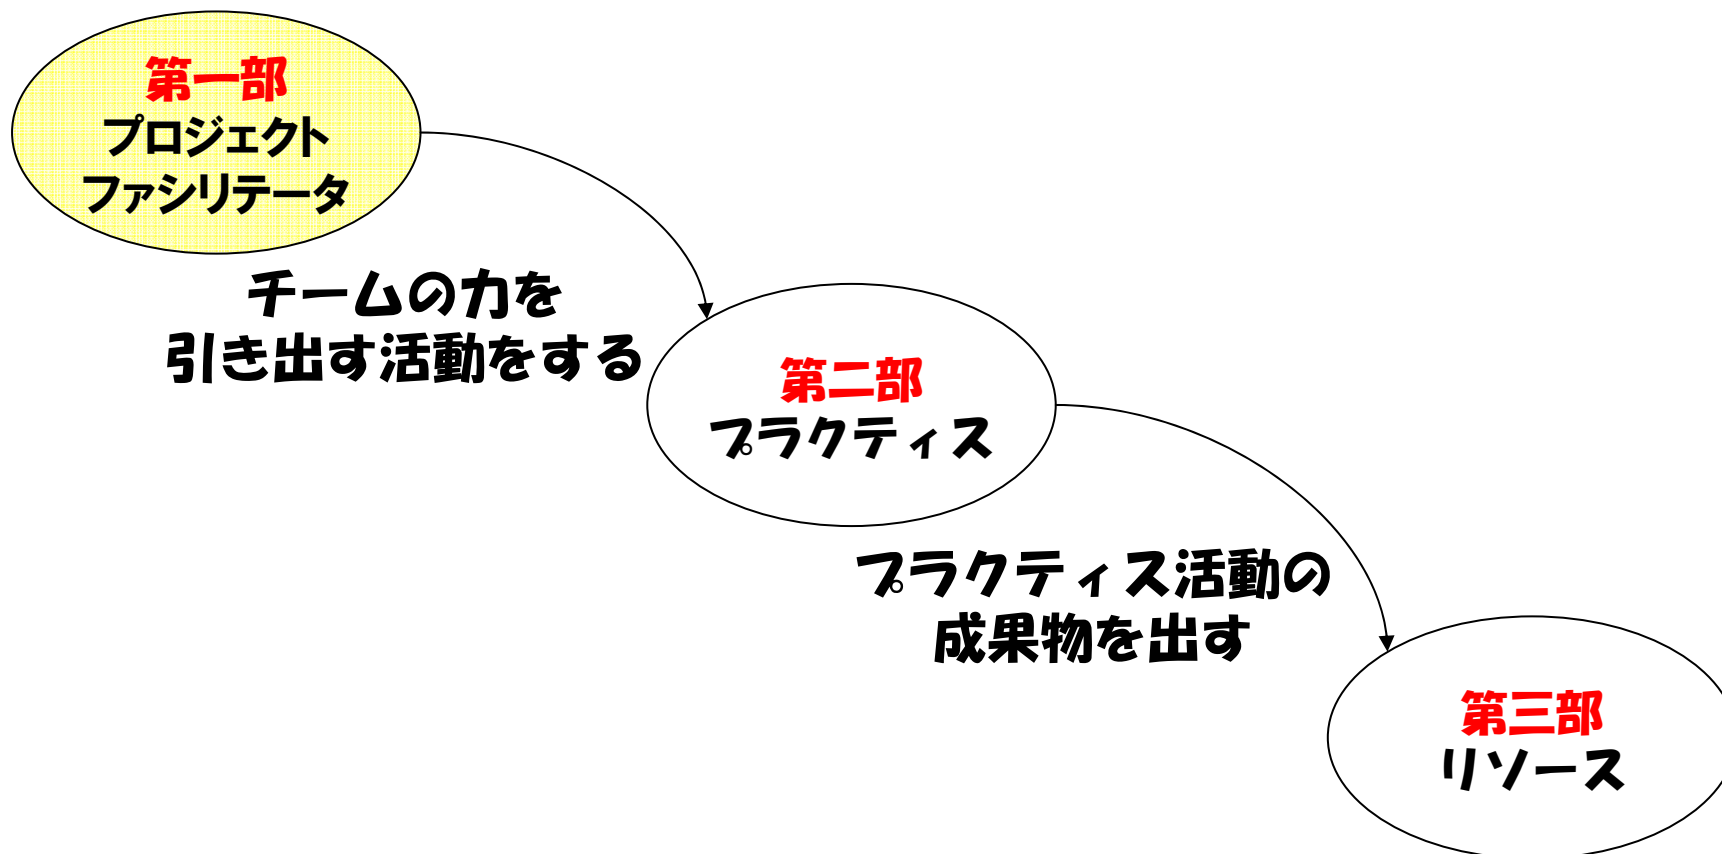 第一部
プロジェクト
ファシリテータ
チームの力を
引き出す活動をする
第二部
プラクティス
プラクティス活動の
成果物を出す
第三部
リソース